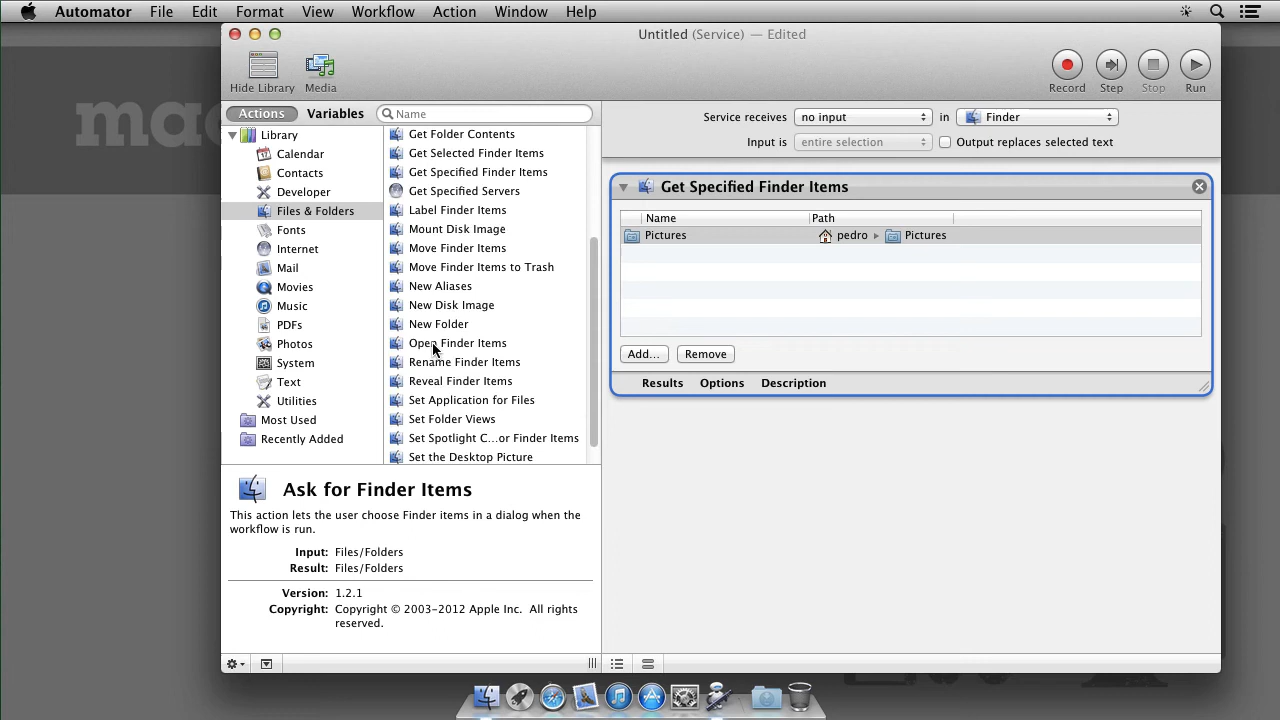 Automator File Edit Format View Workflow Action Window Help
Untitled (Service) — Edited
Hide Library Media Record Step Stop Run
Actions Variables Name
Service receives no input in Finder
Input is entire selection Output replaces selected text
Library
Calendar
Contacts
Developer
Files & Folders
Fonts
Internet
Mail
Movies
Music
PDFs
Photos
System
Text
Utilities
Most Used
Recently Added
Get Folder Contents
Get Selected Finder Items
Get Specified Finder Items
Get Specified Servers
Label Finder Items
Mount Disk Image
Move Finder Items
Move Finder Items to Trash
New Aliases
New Disk Image
New Folder
Open Finder Items
Rename Finder Items
Reveal Finder Items
Set Application for Files
Set Folder Views
Set Spotlight C...or Finder Items
Set the Desktop Picture
Get Specified Finder Items
Name Path
Pictures pedro Pictures
Add... Remove
Results Options Description
Ask for Finder Items
This action lets the user choose Finder items in a dialog when the
workflow is run.
Input: Files/Folders
Result: Files/Folders
Version: 1.2.1
Copyright: Copyright © 2003-2012 Apple Inc. All rights
reserved.